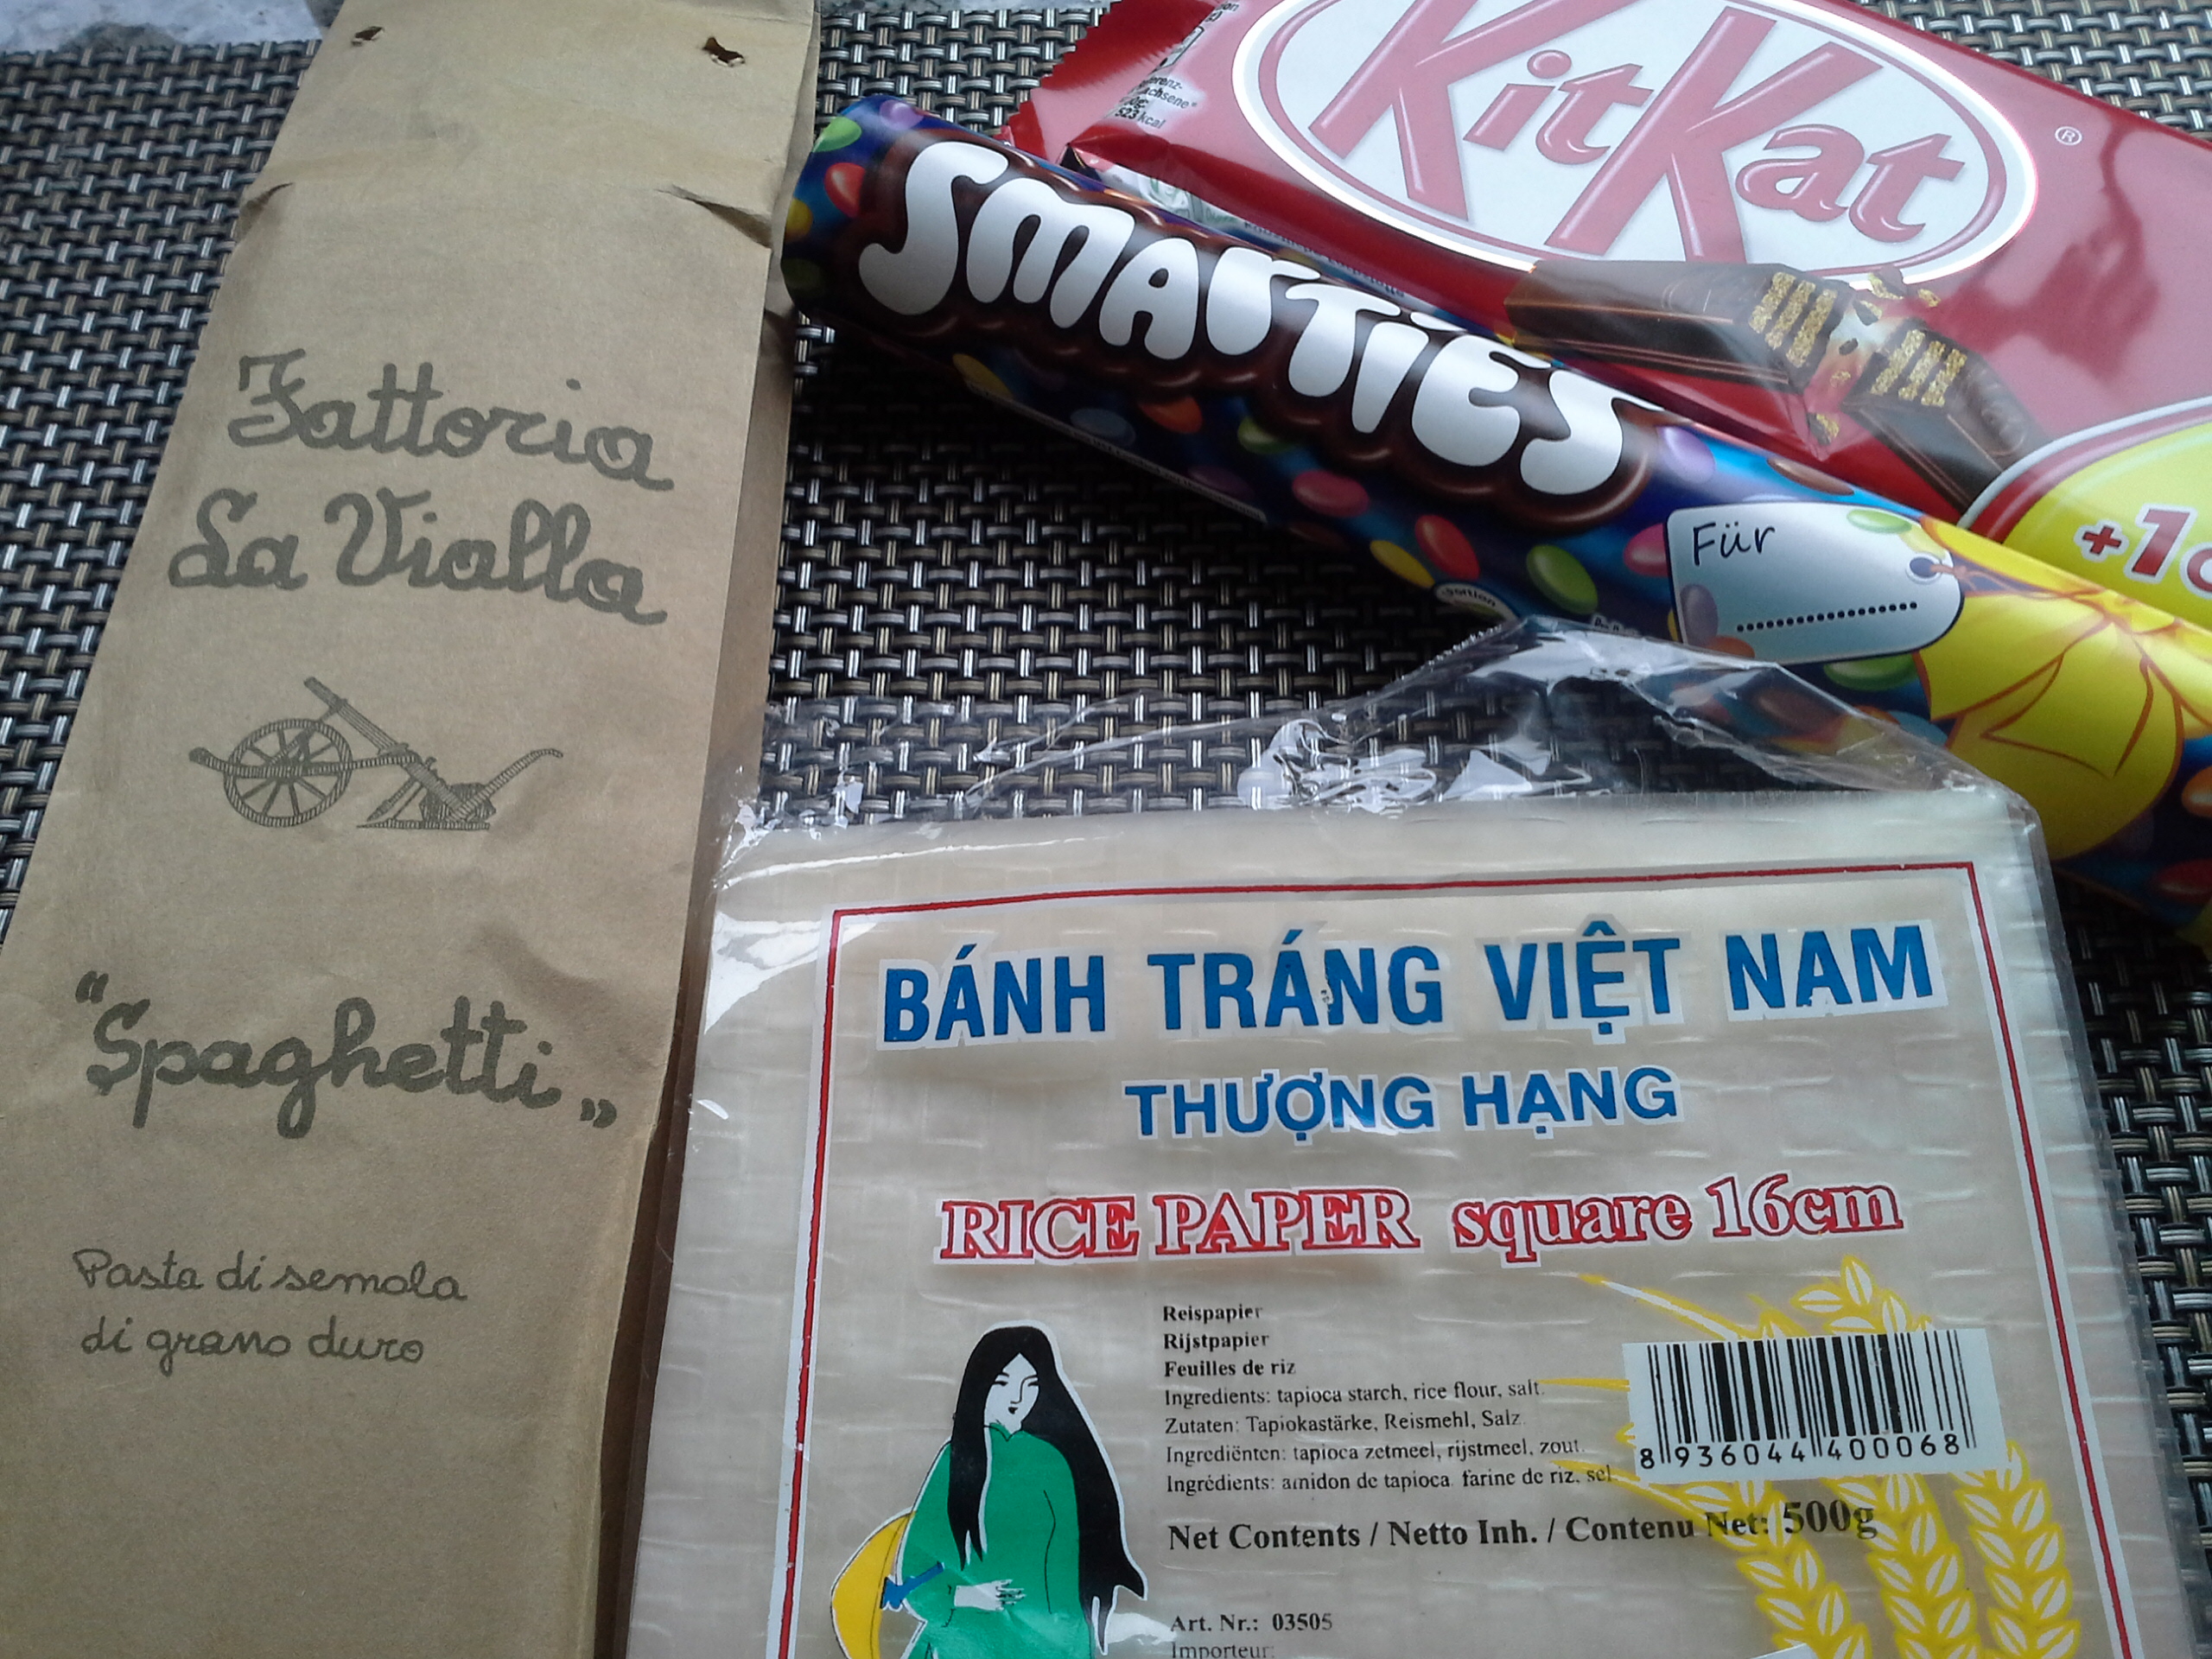 Fattoria
La Vialla
"Spaghetti"
Pasta di semola
di grano duro
SMARTIES
Für
KitKat
®
523 kcal
+1
BÁNH TRÁNG VIỆT NAM
THƯỢNG HẠNG
RICE PAPER square 16cm
Reispapier
Rijstpapier
Feuilles de riz
Ingredients: tapioca starch, rice flour, salt.
Zutaten: Tapiokastärke, Reismehl, Salz
Ingrediënten: tapioca zetmeel, rijstmeel, zout.
Ingrédients: amidon de tapioca, farine de riz, sel
8 936044 400068
Net Contents / Netto Inh. / Contenu Net: 500g
Art. Nr.: 03505
Importeur: